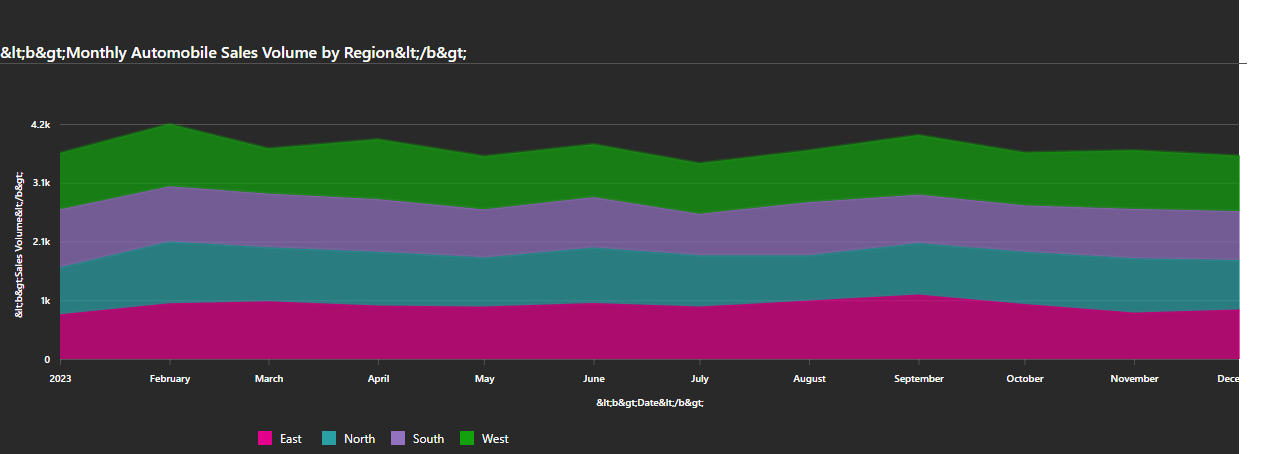 &lt;b&gt;Monthly Automobile Sales Volume by Region&lt;/b&gt;
4.2k
3.1k
2.1k
1k
0
&lt;b&gt;Sales Volume&lt;/b&gt;
2023 February March April May June July August September October November Dece
&lt;b&gt;Date&lt;/b&gt;
East North South West